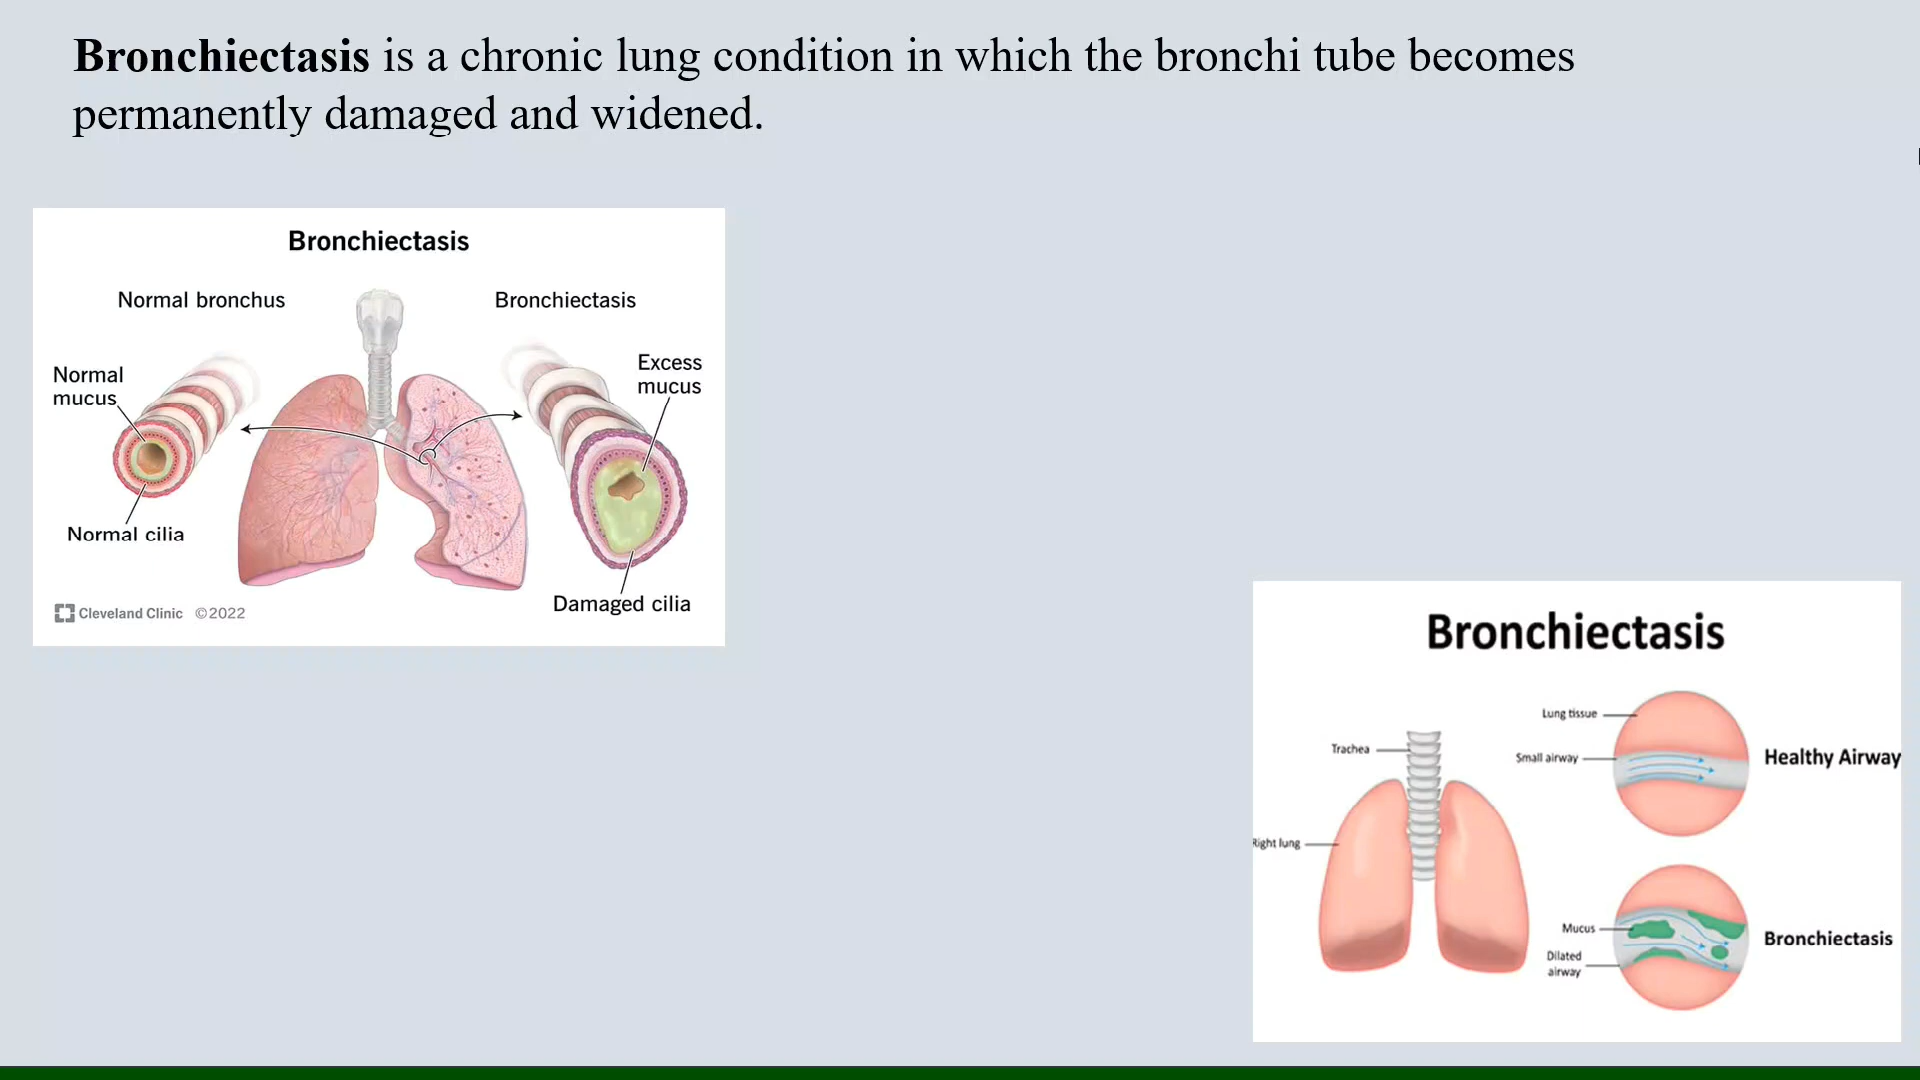 Bronchiectasis is a chronic lung condition in which the bronchi tube becomes
permanently damaged and widened.
Bronchiectasis
Normal bronchus
Bronchiectasis
Normal
mucus
Excess
mucus
Normal cilia
Damaged cilia
Cleveland Clinic ©2022
Bronchiectasis
Lung tissue
Trachea
Small airway
Healthy Airway
Right lung
Mucus
Bronchiectasis
Dilated
airway